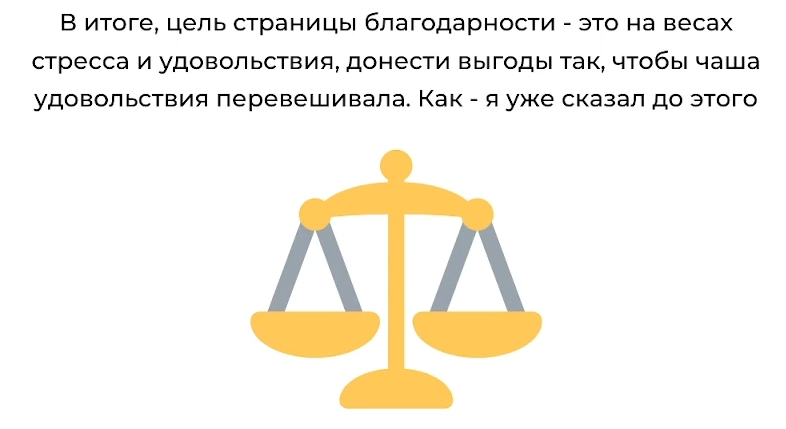 В итоге, цель страницы благодарности - это на весах
стресса и удовольствия, донести выгоды так, чтобы чаша
удовольствия перевешивала. Как - я уже сказал до этого